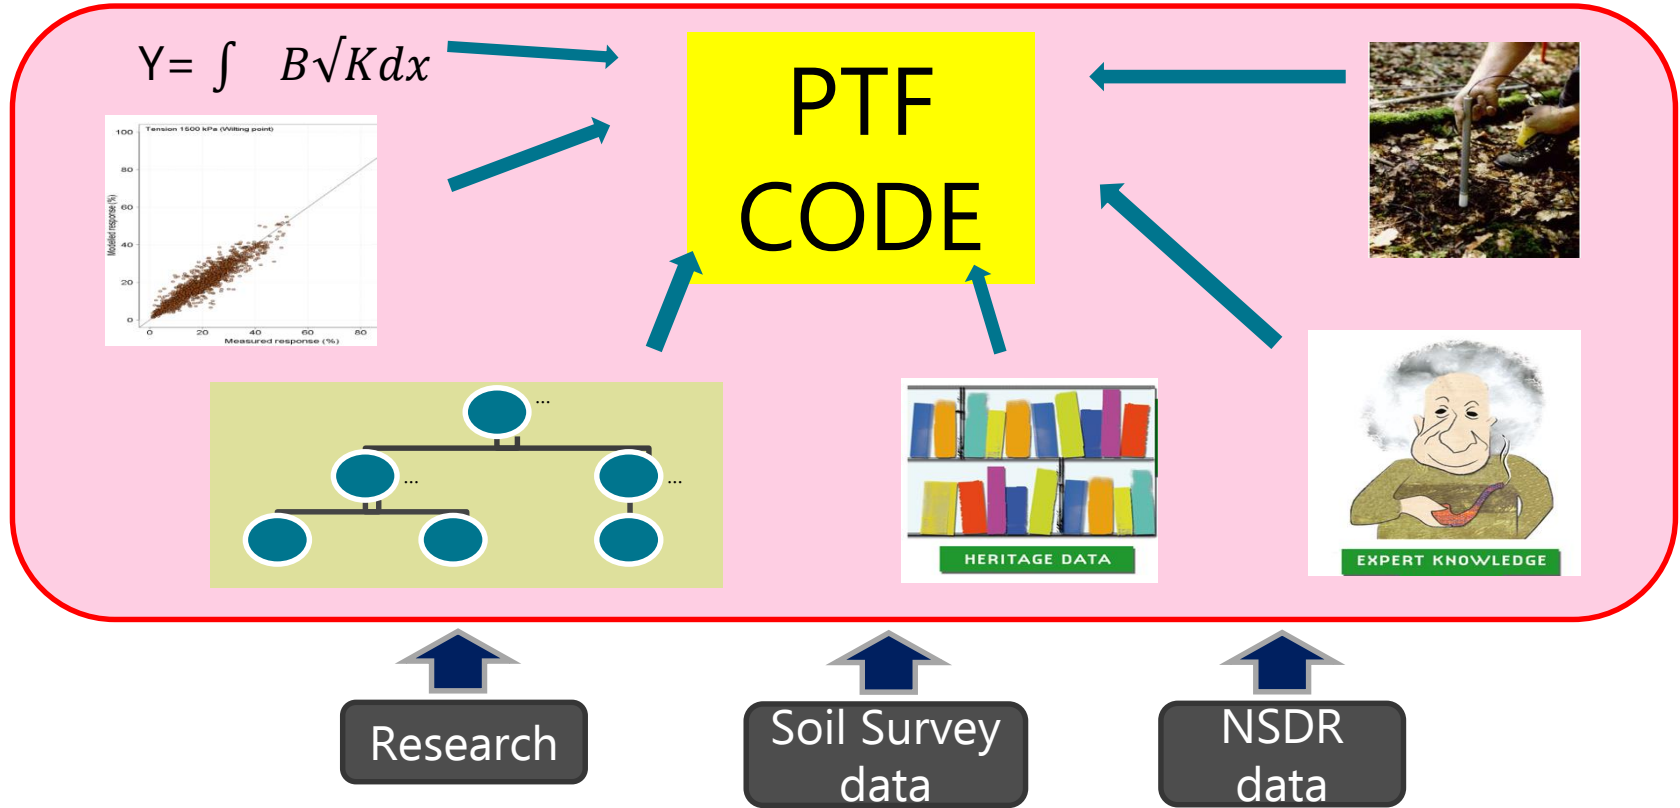 Y= ∫ B√Kdx
PTF
CODE
Tension 1500 kPa (Wilting point)
100
80
60
40
20
0
Modelled response (%)
0 20 40 60 80
Measured response (%)
...
... ...
HERITAGE DATA
EXPERT KNOWLEDGE
Research
Soil Survey
data
NSDR
data